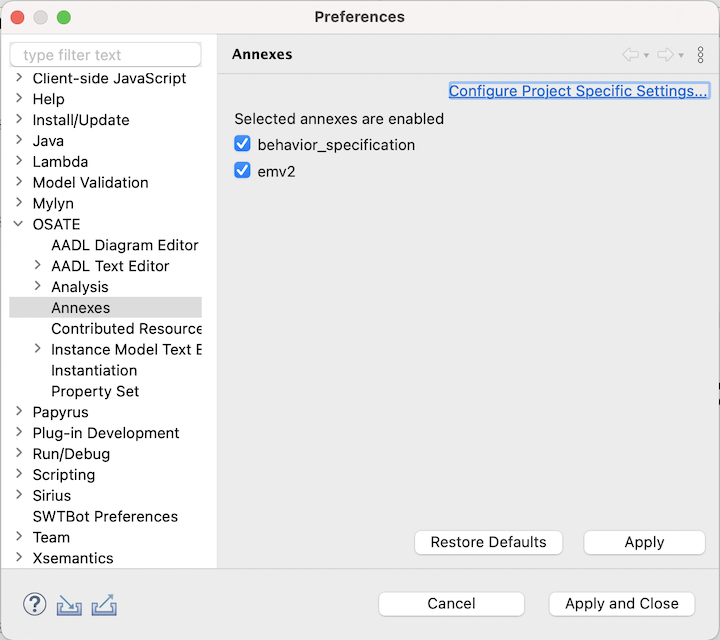 Preferences
type filter text
Client-side JavaScript
Help
Install/Update
Java
Lambda
Model Validation
Mylyn
OSATE
AADL Diagram Editor
AADL Text Editor
Analysis
Annexes
Contributed Resource
Instance Model Text E
Instantiation
Property Set
Papyrus
Plug-in Development
Run/Debug
Scripting
Sirius
SWTBot Preferences
Team
Xsemantics
Annexes
Configure Project Specific Settings...
Selected annexes are enabled
behavior_specification
emv2
Restore Defaults
Apply
?
Cancel
Apply and Close